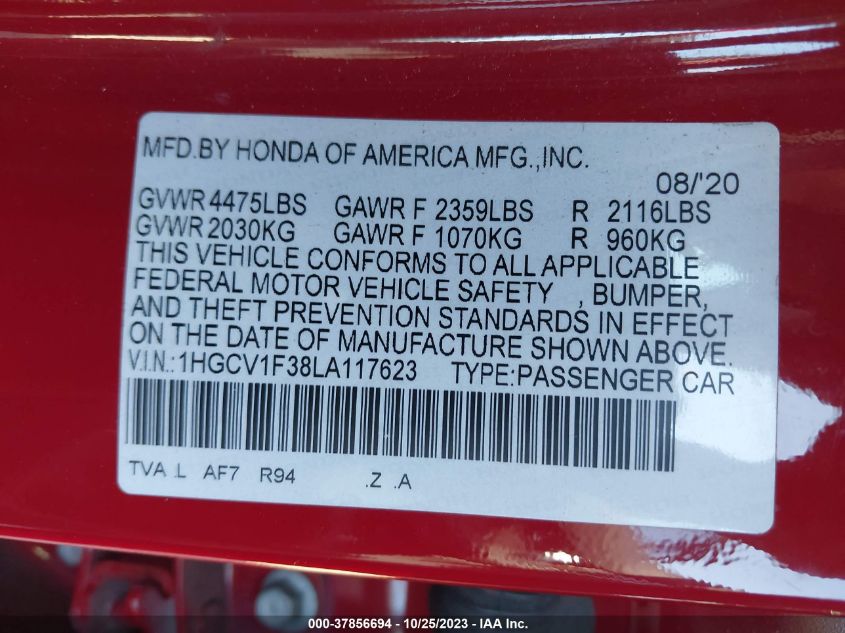 MFD.BY HONDA OF AMERICA MFG.,INC.
08/'20
GVWR 4475LBS GAWR F 2359LBS R 2116LBS
GVWR 2030KG GAWR F 1070KG R 960KG
THIS VEHICLE CONFORMS TO ALL APPLICABLE
FEDERAL MOTOR VEHICLE SAFETY , BUMPER,
AND THEFT PREVENTION STANDARDS IN EFFECT
ON THE DATE OF MANUFACTURE SHOWN ABOVE.
V.I.N.:1HGCV1F38LA117623 TYPE:PASSENGER CAR
TVA L AF7 R94 .Z .A
000-37856694 - 10/25/2023 - IAA Inc.